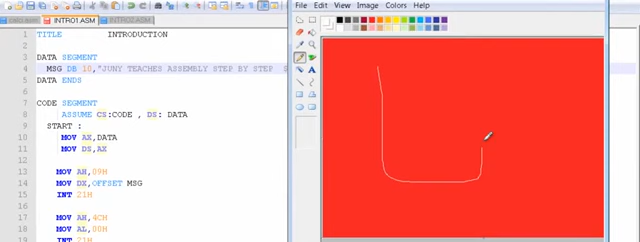 calci.asm INTRO1.ASM INTRO2.ASM
1 TITLE INTRODUCTION
2
3 DATA SEGMENT
4 MSG DB 10,"JUNY TEACHES ASSEMBLY STEP BY STEP
5 DATA ENDS
6
7 CODE SEGMENT
8 ASSUME CS:CODE , DS: DATA
9 START :
10 MOV AX,DATA
11 MOV DS,AX
12
13 MOV AH,09H
14 MOV DX,OFFSET MSG
15 INT 21H
16
17 MOV AH,4CH
18 MOV AL,00H
19 INT 21H
File Edit View Image Colors Help
A